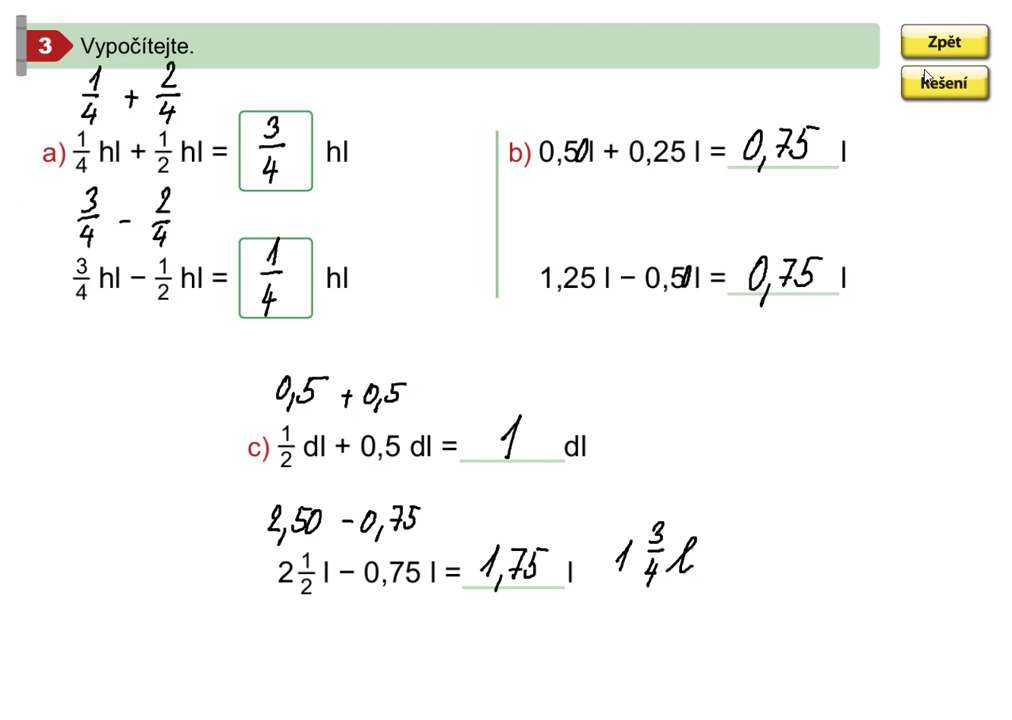 3 Vypočítejte.
Zpět
Řešení
1/4 + 2/4
a) 1/4 hl + 1/2 hl = 3/4 hl
3/4 - 2/4
3/4 hl − 1/2 hl = 1/4 hl
b) 0,50 l + 0,25 l = 0,75 l
1,25 l − 0,50 l = 0,75 l
0,5 + 0,5
c) 1/2 dl + 0,5 dl = 1 dl
2,50 - 0,75
2 1/2 l − 0,75 l = 1,75 l 1 3/4 l